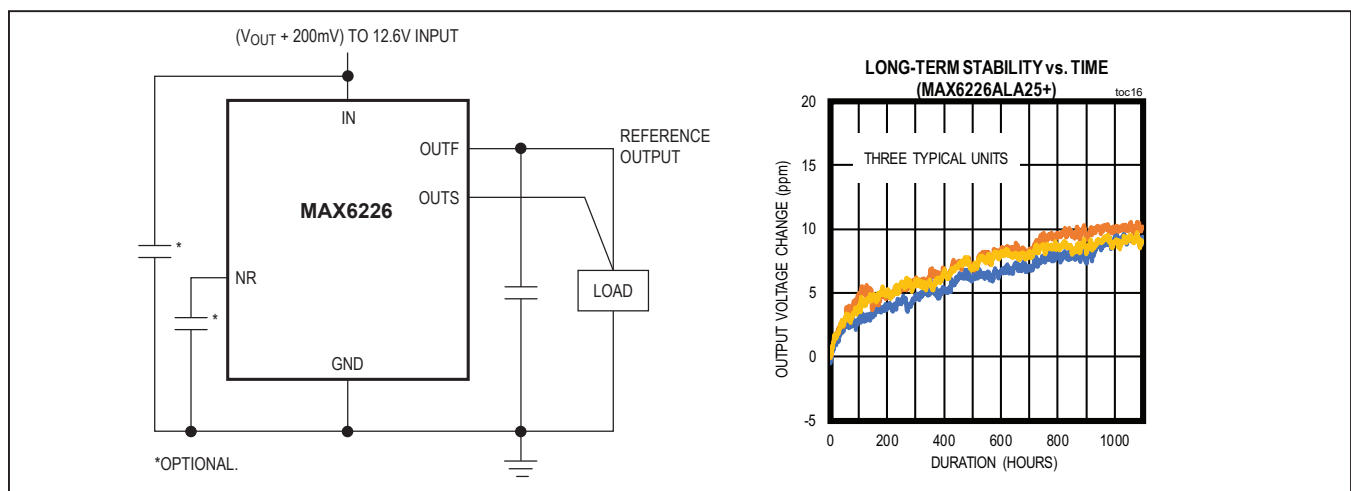 (VOUT + 200mV) TO 12.6V INPUT
IN
OUTF
REFERENCE
OUTPUT
OUTS
MAX6226
*
NR
*
LOAD
GND
*OPTIONAL.
LONG-TERM STABILITY vs. TIME
(MAX6226ALA25+)
toc16
THREE TYPICAL UNITS
OUTPUT VOLTAGE CHANGE (ppm)
20
15
10
5
0
-5
0 200 400 600 800 1000
DURATION (HOURS)